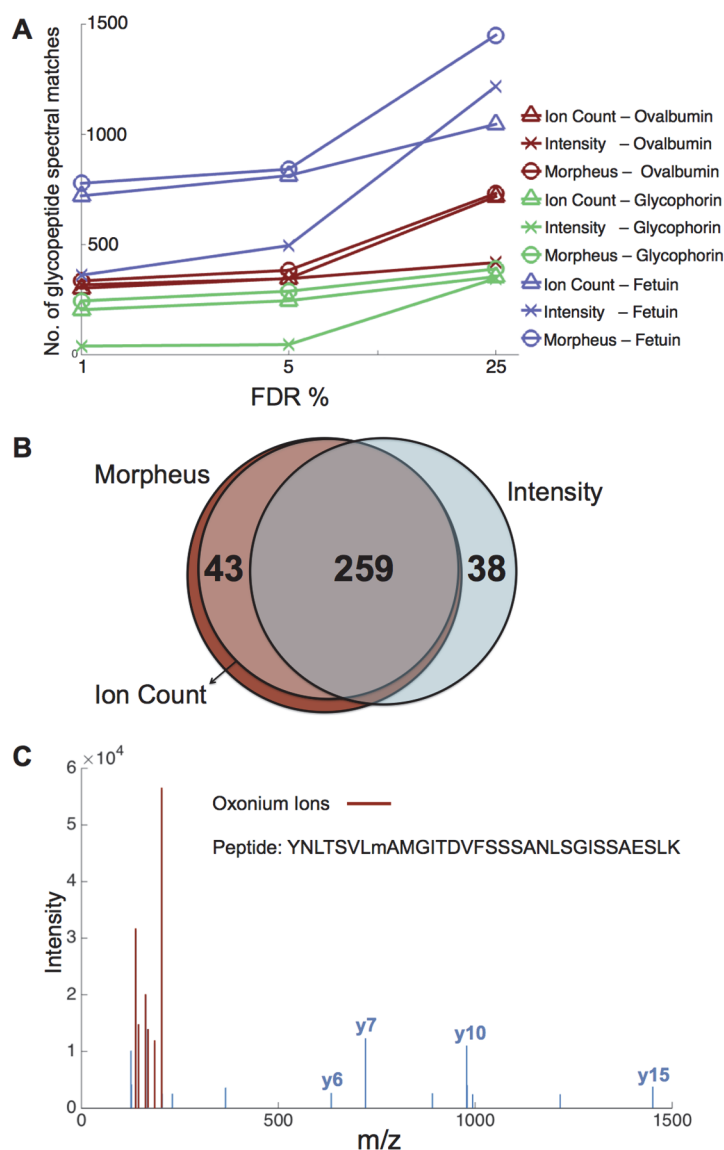 A
No. of glycopeptide spectral matches
1500
1000
500
0
1
5
25
FDR %
Ion Count – Ovalbumin
Intensity – Ovalbumin
Morpheus – Ovalbumin
Ion Count – Glycophorin
Intensity – Glycophorin
Morpheus – Glycophorin
Ion Count – Fetuin
Intensity – Fetuin
Morpheus – Fetuin
B
Morpheus
Intensity
43
259
38
Ion Count
C
6 ×10⁴
5
4
3
2
1
0
Intensity
Oxonium Ions
Peptide: YNLTSVLmAMGITDVFSSSANLSGISSAESLK
y6
y7
y10
y15
0
500
1000
1500
m/z